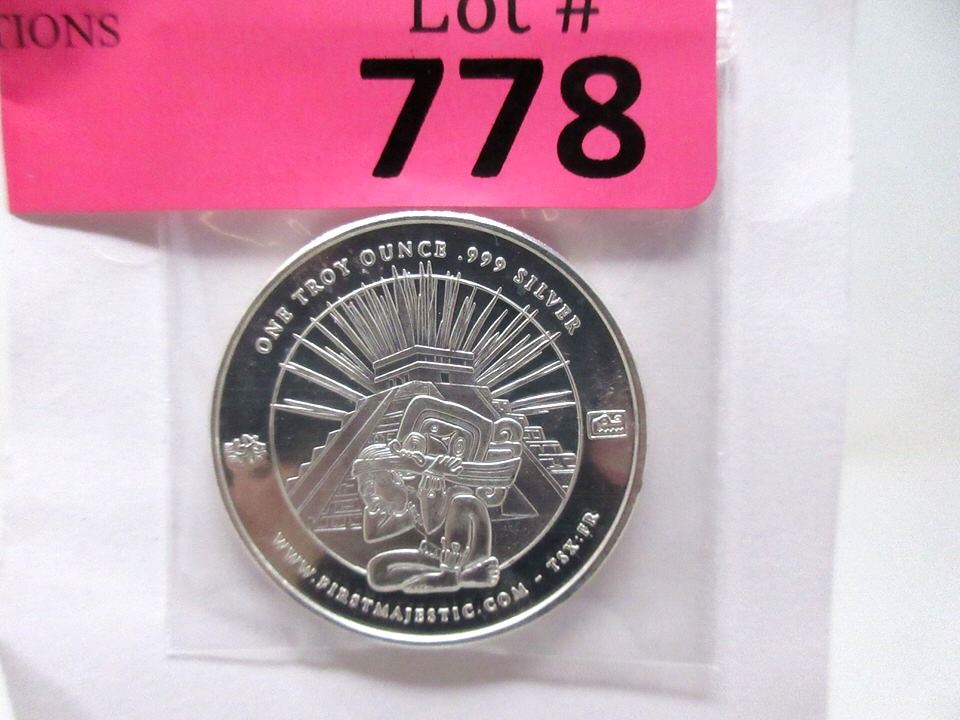 TIONS
Lot #
778
ONE TROY OUNCE .999 SILVER
WWW.FIRSTMAJESTIC.COM - TSX:FR